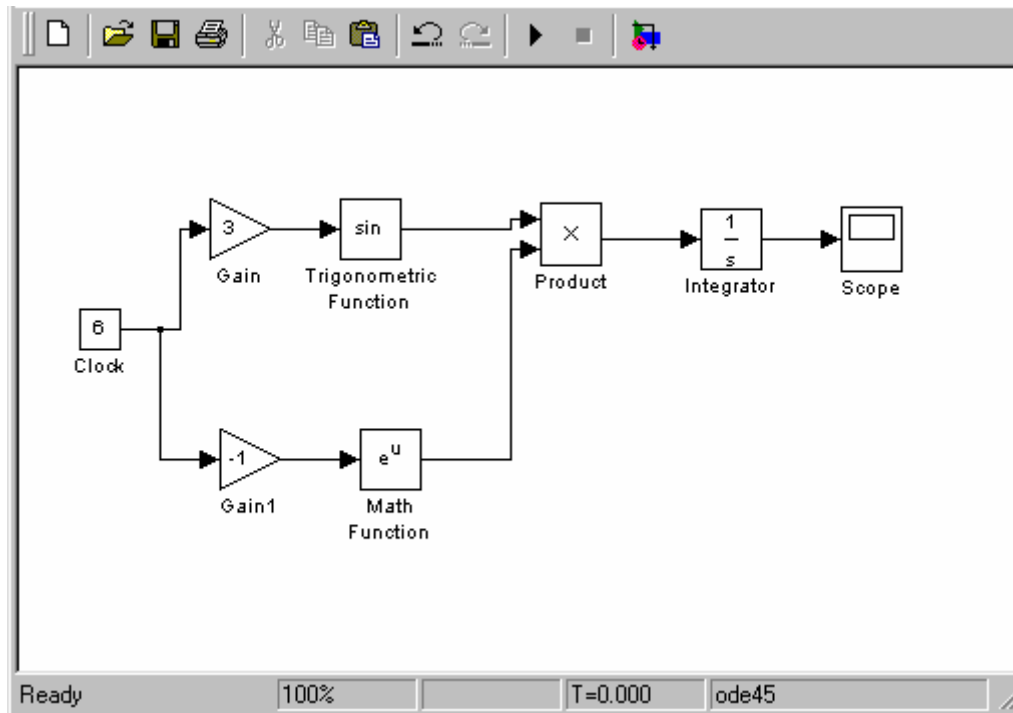 3
Gain
sin
Trigonometric
Function
×
Product
1
s
Integrator
Scope
6
Clock
-1
Gain1
e^u
Math
Function
Ready
100%
T=0.000
ode45